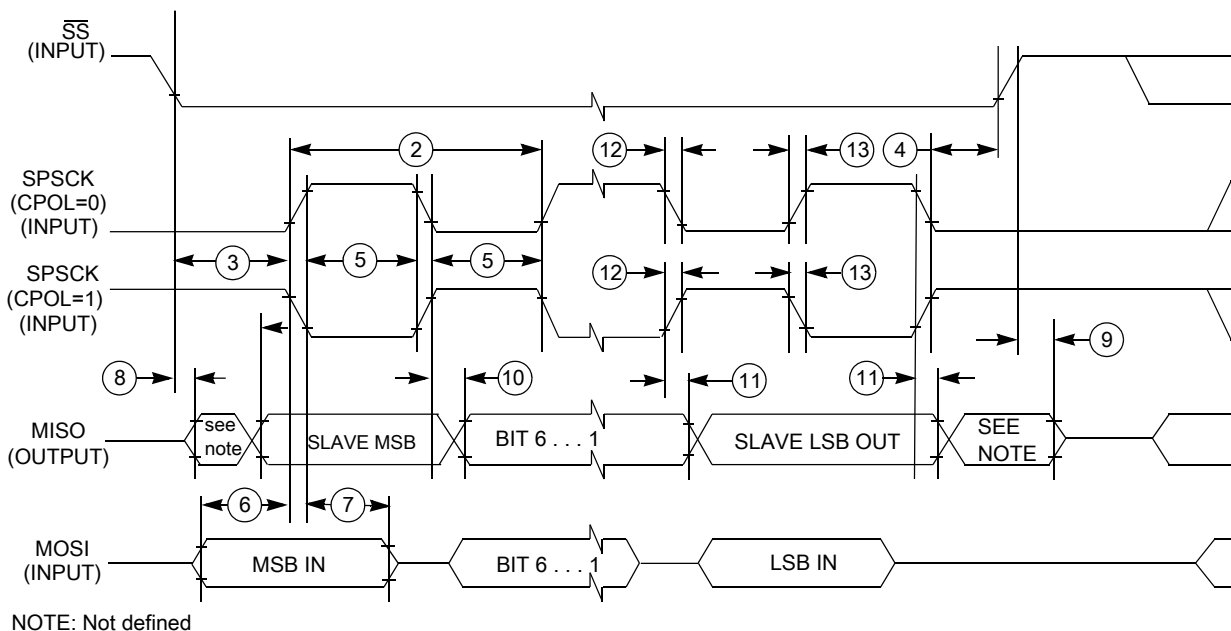 SS
(INPUT)
2
12
13
4
SPSCK
(CPOL=0)
(INPUT)
3
5
5
SPSCK
(CPOL=1)
(INPUT)
12
13
9
8
10
11
11
MISO
(OUTPUT)
see
note
SLAVE MSB
BIT 6 . . . 1
SLAVE LSB OUT
SEE
NOTE
6
7
MOSI
(INPUT)
MSB IN
BIT 6 . . . 1
LSB IN
NOTE: Not defined